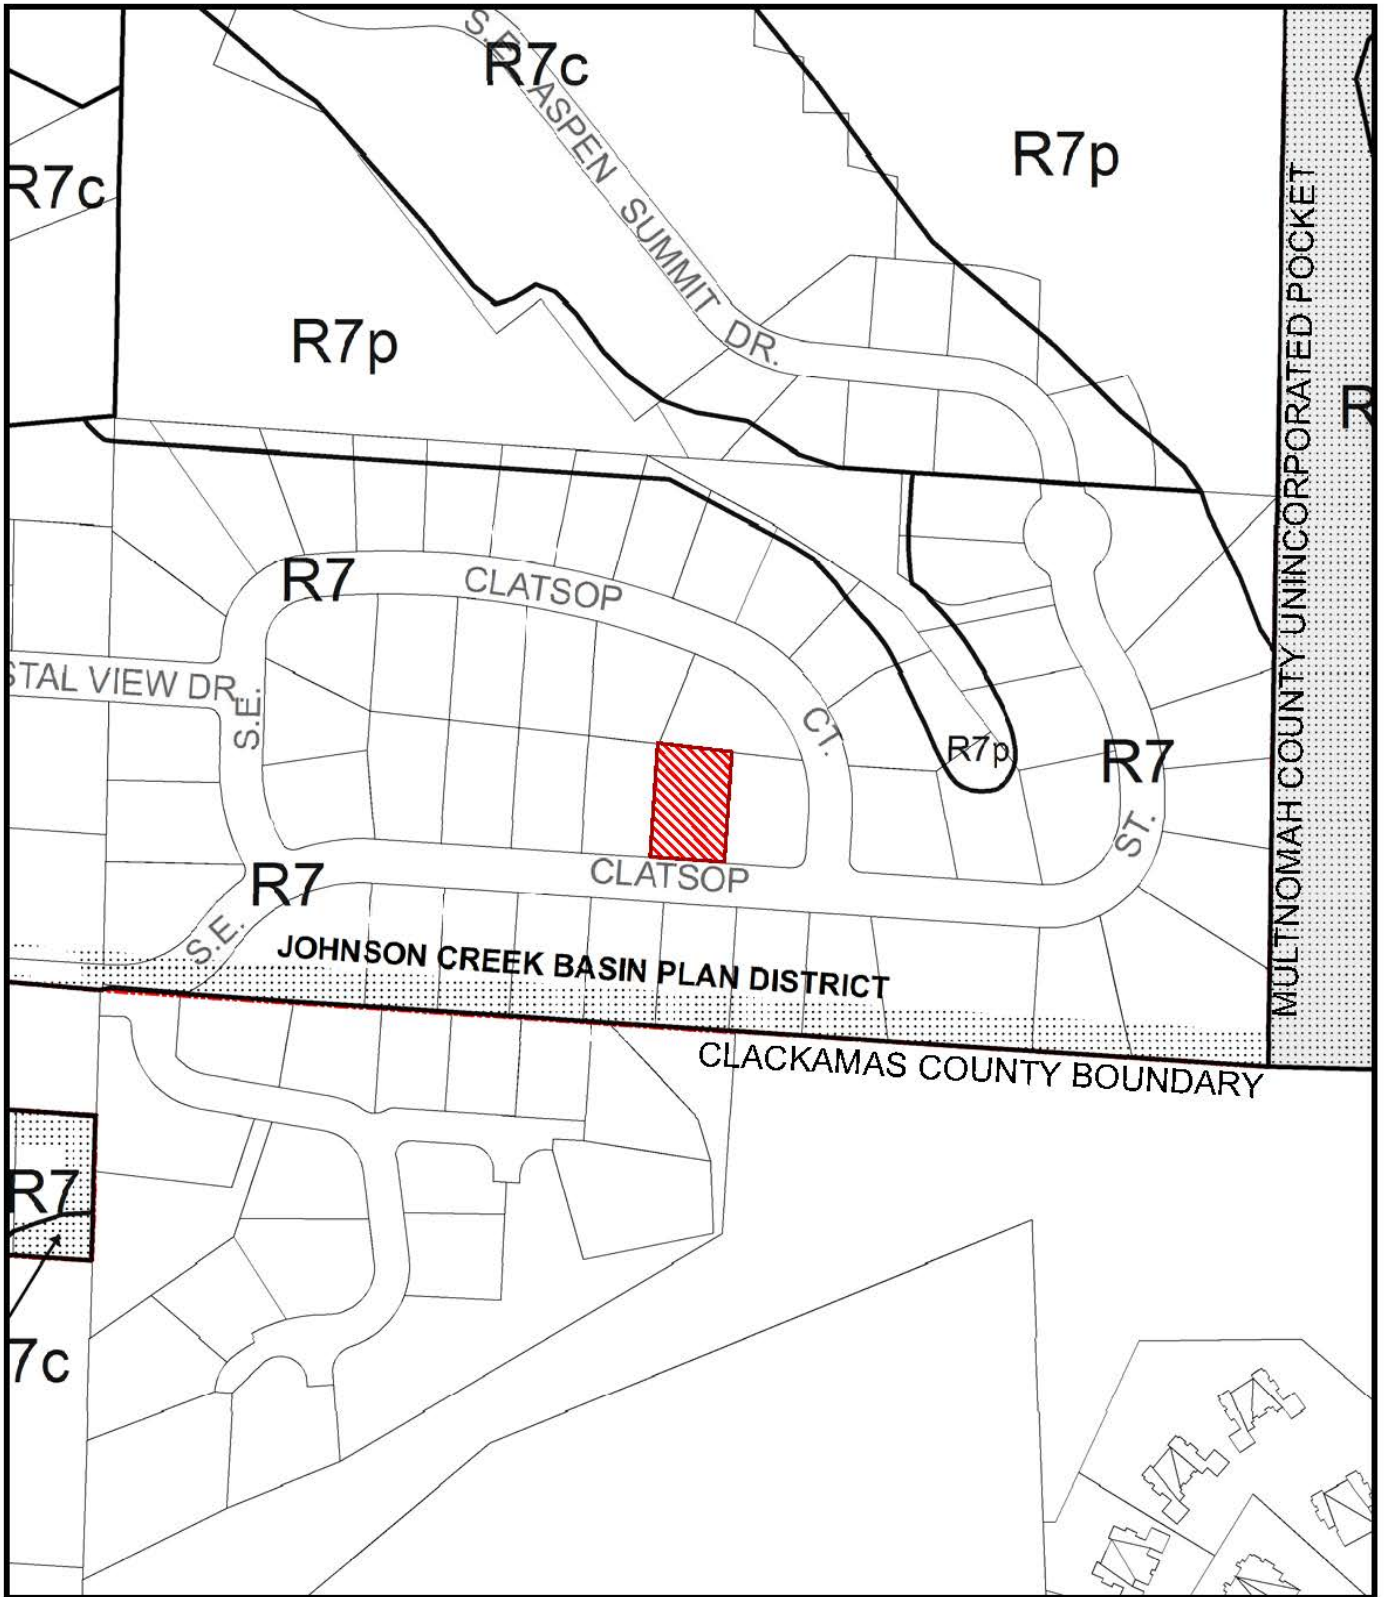 R7c
S.E. ASPEN SUMMIT DR.
R7p
R7c
R7p
MULTNOMAH COUNTY UNINCORPORATED POCKET
R
R7
CLATSOP
CT.
STAL VIEW DR.
S.E.
R7p
R7
ST.
R7
CLATSOP
S.E.
JOHNSON CREEK BASIN PLAN DISTRICT
CLACKAMAS COUNTY BOUNDARY
R7
7c